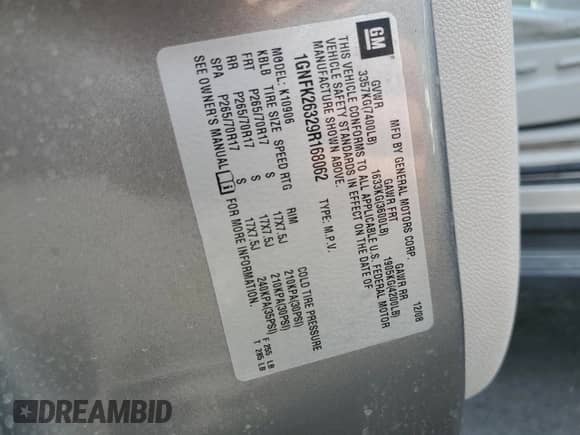 GM
MFD BY GENERAL MOTORS CORP. 12/08
GVWR GAWR FRT GAWR RR
3357KG(7400LB) 1633KG(3600LB) 1905KG(4200LB)
THIS VEHICLE CONFORMS TO ALL APPLICABLE U.S. FEDERAL MOTOR
VEHICLE SAFETY STANDARDS IN EFFECT ON THE DATE OF
MANUFACTURE SHOWN ABOVE.
1GNFK26329R168062 TYPE: M.P.V.
MODEL: K10906
KBLB TIRE SIZE SPEED RTG RIM COLD TIRE PRESSURE
FRT P265/70R17 S 17X7.5J 210KPA(30PSI)
RR P265/70R17 S 17X7.5J 210KPA(30PSI)
SPA P265/70R17 S 17X7.5J 240KPA(35PSI)
SEE OWNER'S MANUAL i FOR MORE INFORMATION.
F 255 LB
T 285 LB
DREAMBID